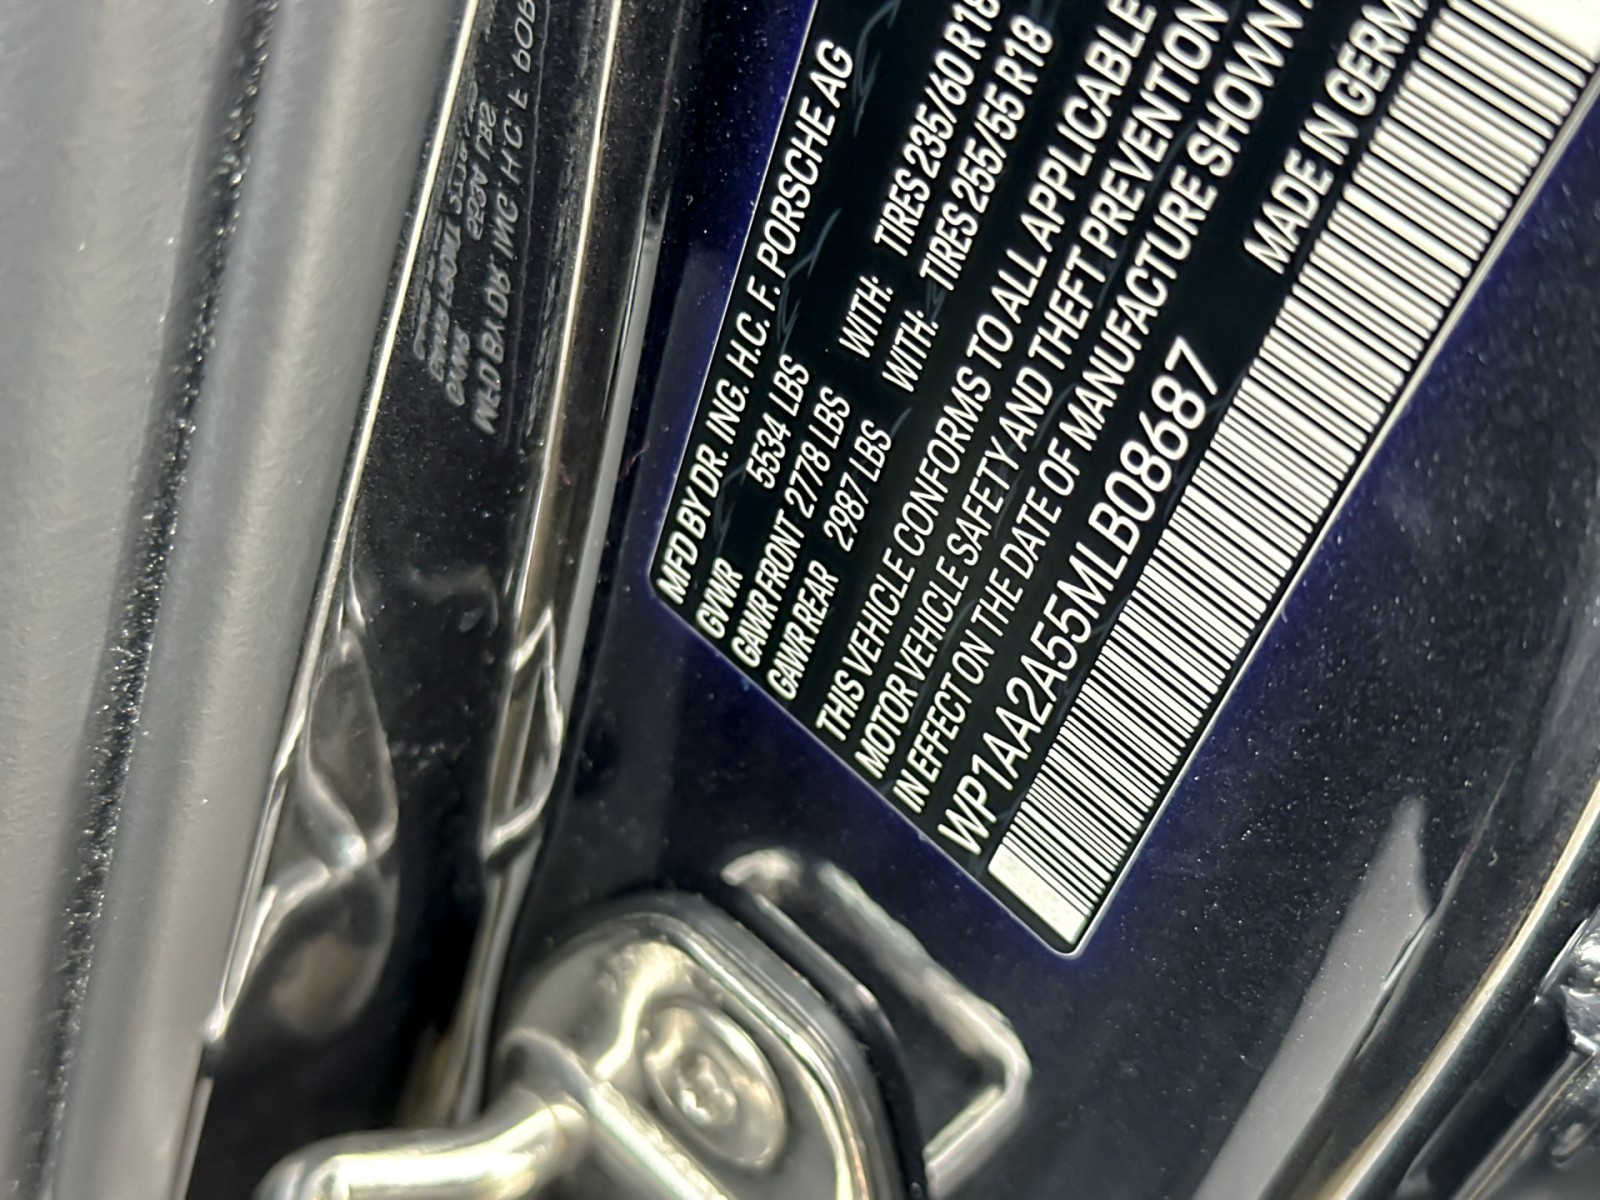 MFD BY DR. ING. H.C. F. PORSCHE AG
GVWR 5534 LBS
GAWR FRONT 2778 LBS WITH: TIRES 235/60 R18
GAWR REAR 2987 LBS WITH: TIRES 255/55 R18
THIS VEHICLE CONFORMS TO ALL APPLICABLE
MOTOR VEHICLE SAFETY AND THEFT PREVENTION
IN EFFECT ON THE DATE OF MANUFACTURE SHOWN
WP1AA2A55MLB08687 MADE IN GERM